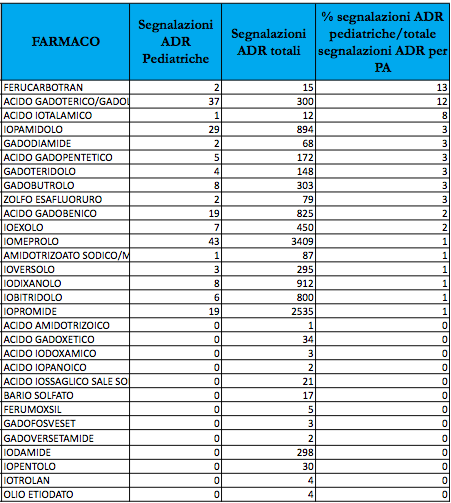 FARMACO Segnalazioni ADR Pediatriche Segnalazioni ADR totali % segnalazioni ADR pediatriche/totale segnalazioni ADR per PA
FERUCARBOTRAN 2 15 13
ACIDO GADOTERICO/GADOL 37 300 12
ACIDO IOTALAMICO 1 12 8
IOPAMIDOLO 29 894 3
GADODIAMIDE 2 68 3
ACIDO GADOPENTETICO 5 172 3
GADOTERIDOLO 4 148 3
GADOBUTROLO 8 303 3
ZOLFO ESAFLUORURO 2 79 3
ACIDO GADOBENICO 19 825 2
IOEXOLO 7 450 2
IOMEPROLO 43 3409 1
AMIDOTRIZOATO SODICO/M 1 87 1
IOVERSOLO 3 295 1
IODIXANOLO 8 912 1
IOBITRIDOLO 6 800 1
IOPROMIDE 19 2535 1
ACIDO AMIDOTRIZOICO 0 1 0
ACIDO GADOXETICO 0 34 0
ACIDO IODOXAMICO 0 3 0
ACIDO IOPANOICO 0 2 0
ACIDO IOSSAGLICO SALE SO 0 21 0
BARIO SOLFATO 0 17 0
FERUMOXSIL 0 5 0
GADOFOSVESET 0 3 0
GADOVERSETAMIDE 0 2 0
IODAMIDE 0 298 0
IOPENTOLO 0 30 0
IOTROLAN 0 4 0
OLIO ETIODATO 0 4 0